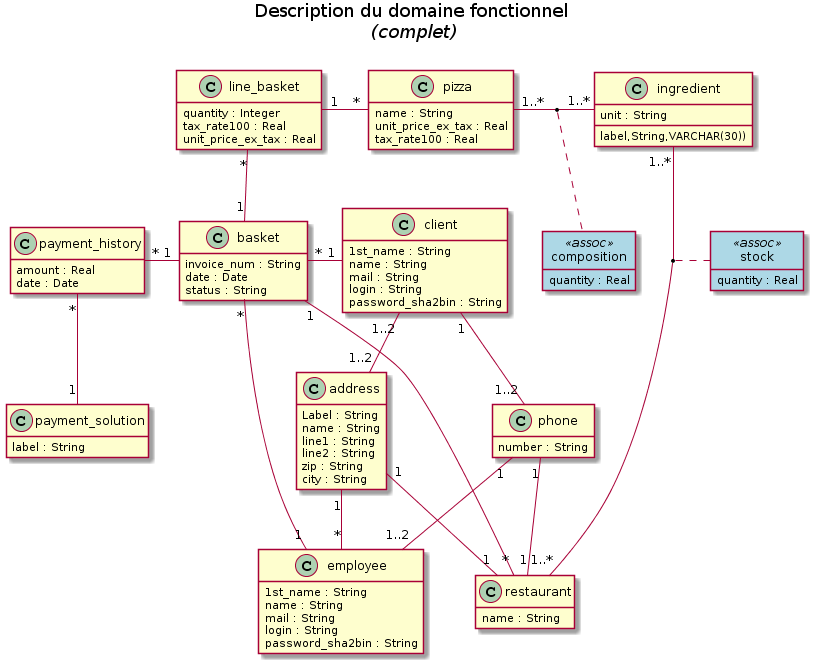 Description du domaine fonctionnel
(complet)
C line_basket
quantity : Integer
tax_rate100 : Real
unit_price_ex_tax : Real
1 *
C pizza
name : String
unit_price_ex_tax : Real
tax_rate100 : Real
1..* 1..*
C ingredient
unit : String
label,String,VARCHAR(30))
*
1
1..*
C payment_history
amount : Real
date : Date
* 1
C basket
invoice_num : String
date : Date
status : String
* 1
C client
1st_name : String
name : String
mail : String
login : String
password_sha2bin : String
«assoc»
composition
quantity : Real
«assoc»
stock
quantity : Real
*
1
*
1
1..2
1..2
1
1..2
C payment_solution
label : String
C address
Label : String
name : String
line1 : String
line2 : String
zip : String
city : String
C phone
number : String
1
1
1
1
1
*
1..2
1
*
1
1..*
C employee
1st_name : String
name : String
mail : String
login : String
password_sha2bin : String
C restaurant
name : String